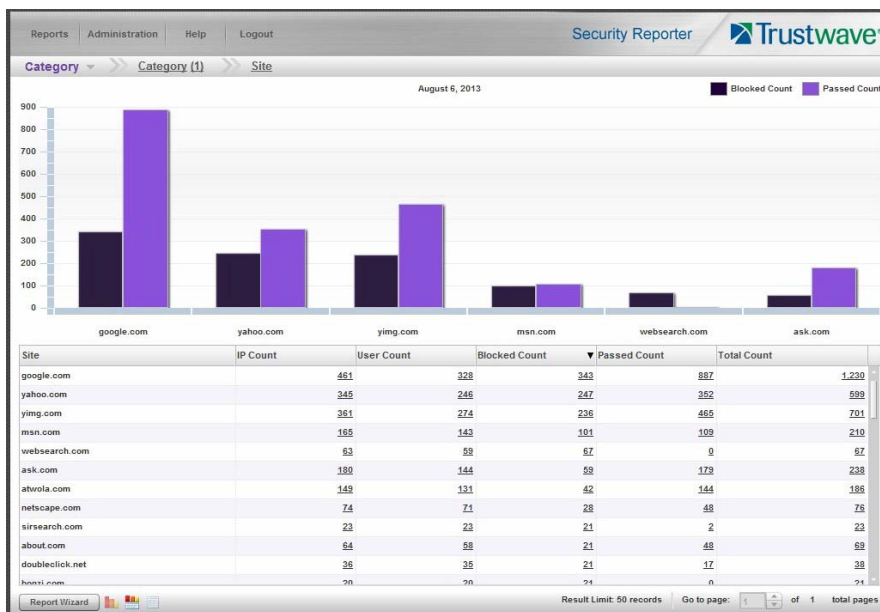 Reports Administration Help Logout Security Reporter Trustwave
Category Category (1) Site
August 6, 2013 Blocked Count Passed Count
900
800
700
600
500
400
300
200
100
0
google.com yahoo.com yimg.com msn.com websearch.com ask.com
Site IP Count User Count Blocked Count ▼ Passed Count Total Count
google.com 461 328 343 887 1,230
yahoo.com 345 246 247 352 599
yimg.com 361 274 236 465 701
msn.com 165 143 101 109 210
websearch.com 63 59 67 0 67
ask.com 180 144 59 179 238
atwola.com 149 131 42 144 186
netscape.com 74 71 28 48 76
sirsearch.com 23 23 21 2 23
about.com 64 58 21 48 69
doubleclick.net 36 35 21 17 38
20 20 21 0 21
Report Wizard Result Limit: 50 records Go to page: 1 of 1 total pages